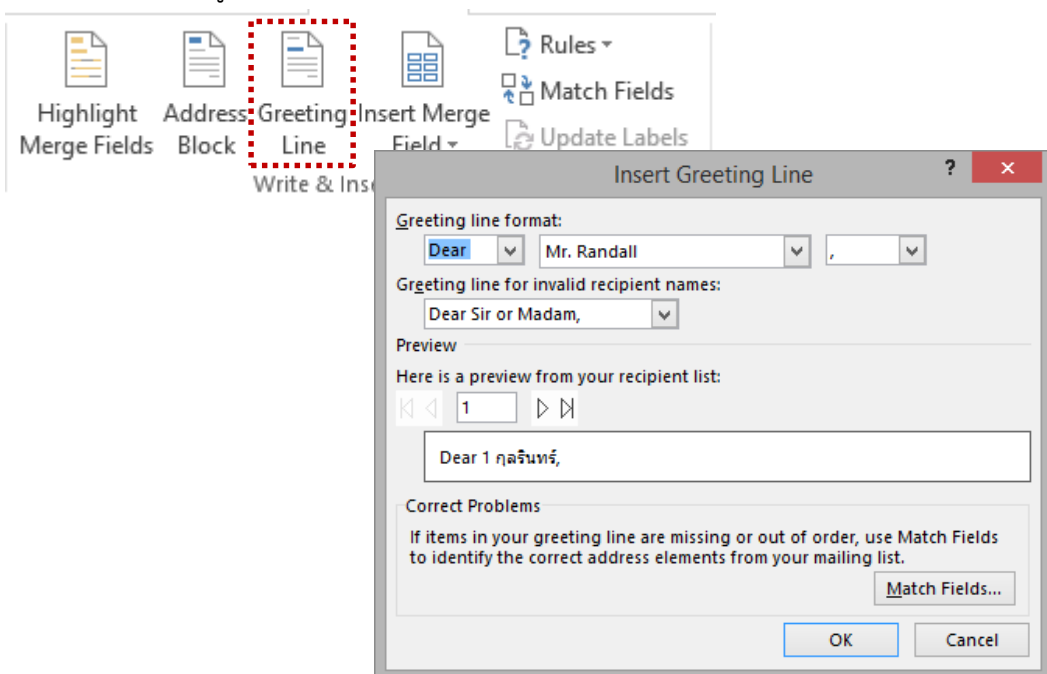 Rules
Match Fields
Update Labels
Highlight Merge Fields
Address Block
Greeting Line
Insert Merge Field
Write & Ins
Insert Greeting Line
? ×
Greeting line format:
Dear Mr. Randall ,
Greeting line for invalid recipient names:
Dear Sir or Madam,
Preview
Here is a preview from your recipient list:
1
Dear 1 กุลรินทร์,
Correct Problems
If items in your greeting line are missing or out of order, use Match Fields
to identify the correct address elements from your mailing list.
Match Fields...
OK Cancel